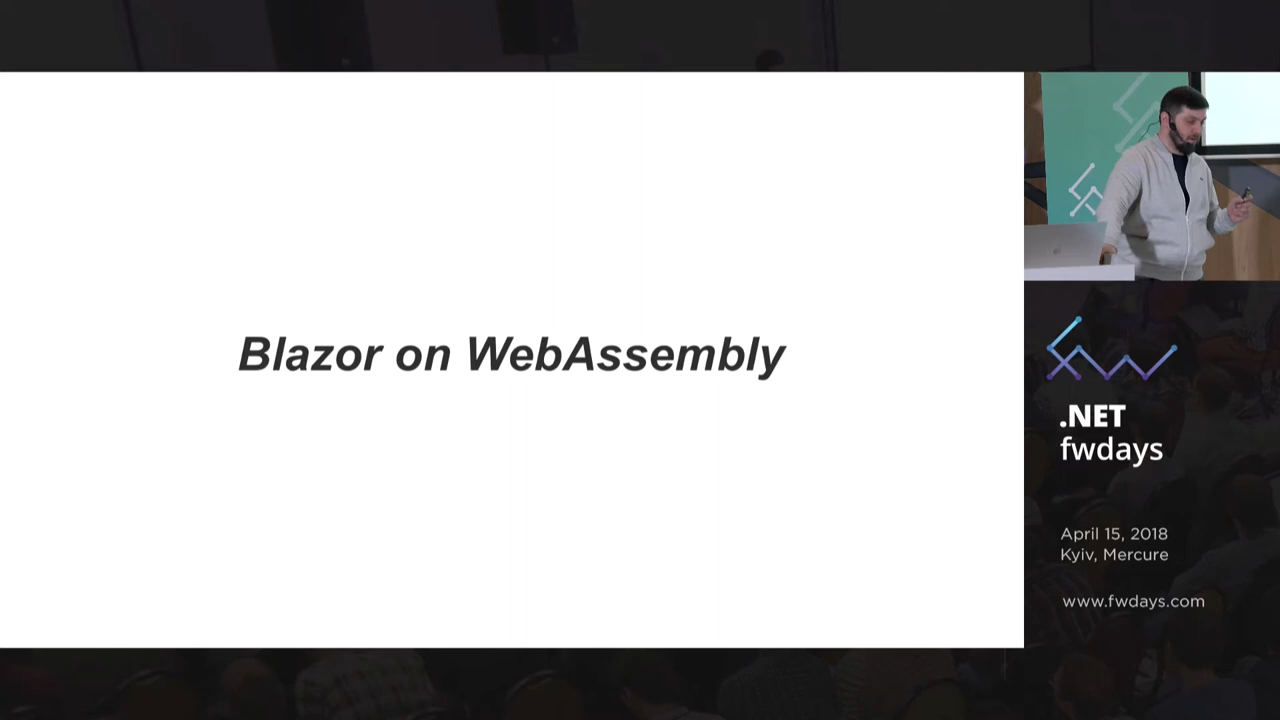 Blazor on WebAssembly
.NET
fwdays
April 15, 2018
Kyiv, Mercure
www.fwdays.com